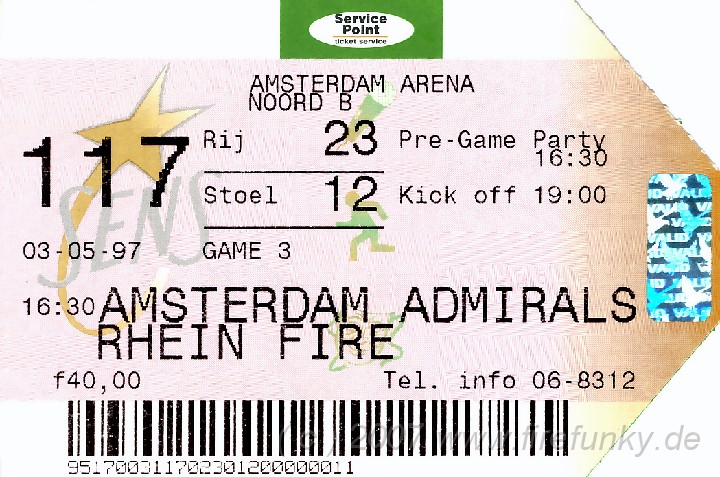 Service
Point
ticket service
AMSTERDAM ARENA
NOORD B
117
Rij 23 Pre-Game Party
16:30
Stoel 12 Kick off 19:00
03-05-97 GAME 3
SENS
16:30 AMSTERDAM ADMIRALS
RHEIN FIRE
f40,00 Tel. info 06-8312
(c) 2007 www.firefunky.de
9517003117023012000000011